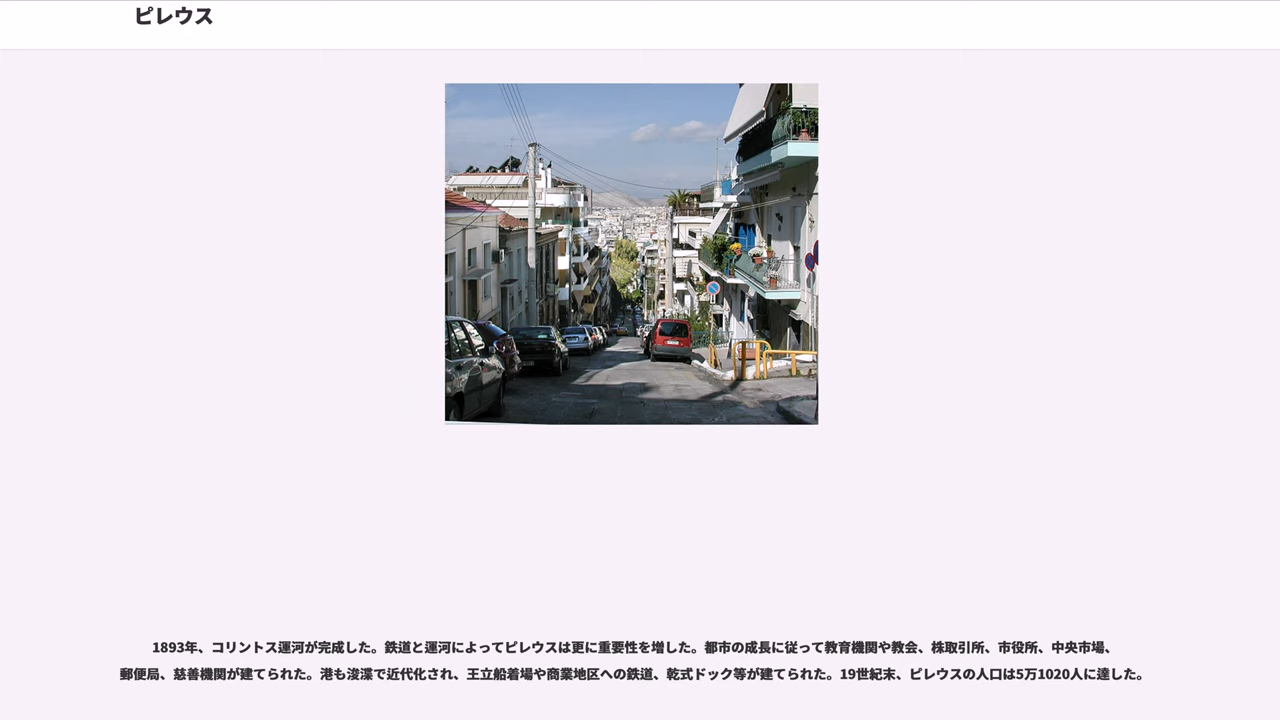 ピレウス
1893年、コリントス運河が完成した。鉄道と運河によってピレウスは更に重要性を増した。都市の成長に従って教育機関や教会、株取引所、市役所、中央市場、
郵便局、慈善機関が建てられた。港も浚渫で近代化され、王立船着場や商業地区への鉄道、乾式ドック等が建てられた。19世紀末、ピレウスの人口は5万1020人に達した。